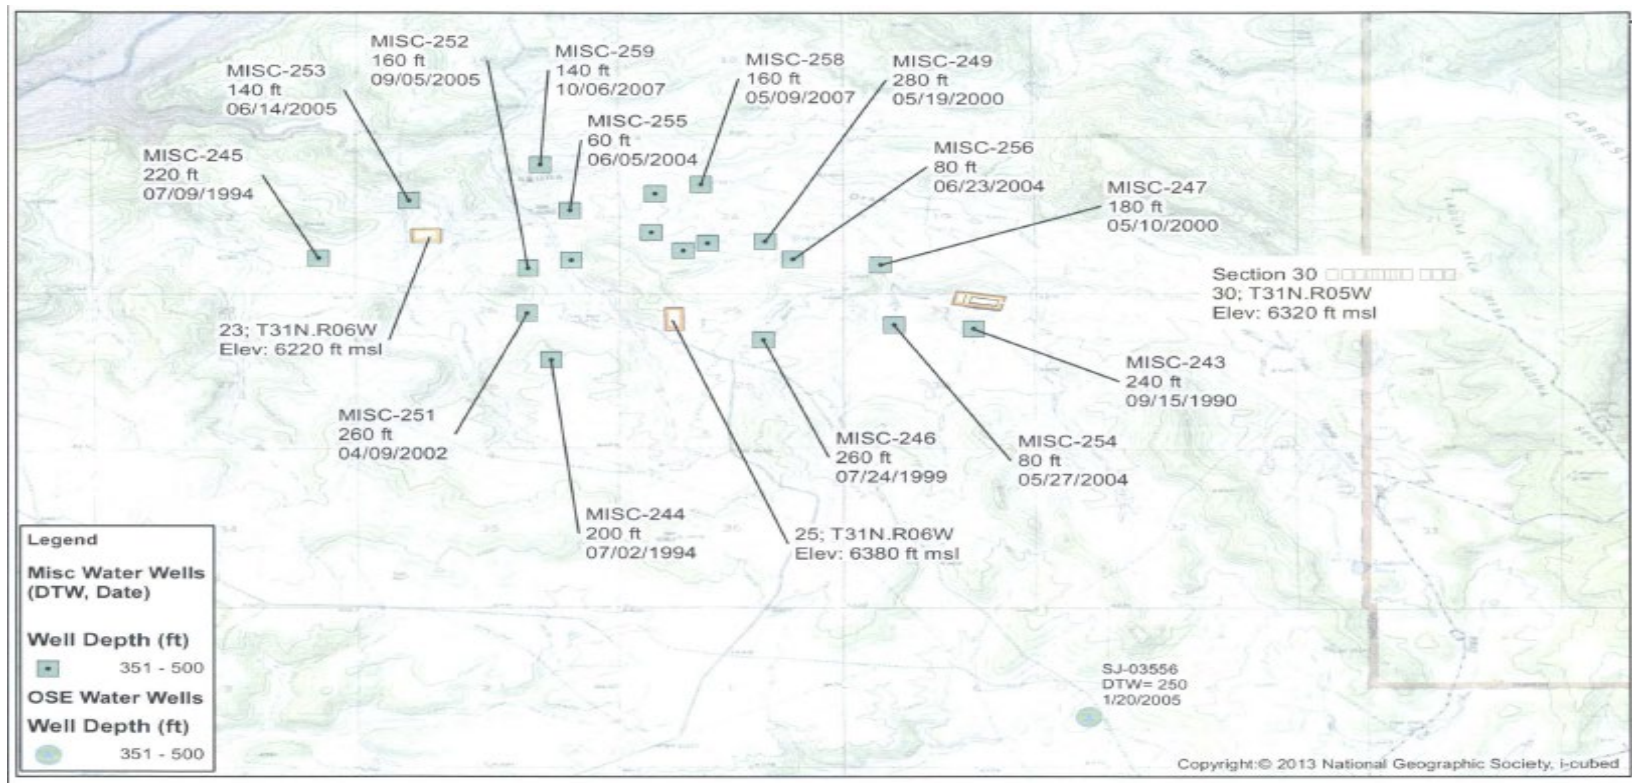 MISC-252
160 ft
09/05/2005
MISC-259
140 ft
10/06/2007
MISC-258
160 ft
05/09/2007
MISC-249
280 ft
05/19/2000
MISC-253
140 ft
06/14/2005
MISC-255
60 ft
06/05/2004
MISC-256
80 ft
06/23/2004
MISC-245
220 ft
07/09/1994
MISC-247
180 ft
05/10/2000
Section 30
30; T31N.R05W
Elev: 6320 ft msl
23; T31N.R06W
Elev: 6220 ft msl
MISC-243
240 ft
09/15/1990
MISC-251
260 ft
04/09/2002
MISC-246
260 ft
07/24/1999
MISC-254
80 ft
05/27/2004
MISC-244
200 ft
07/02/1994
25; T31N.R06W
Elev: 6380 ft msl
Legend
Misc Water Wells
(DTW, Date)
Well Depth (ft)
351 - 500
OSE Water Wells
Well Depth (ft)
351 - 500
SJ-03556
DTW= 250
1/20/2005
Copyright:© 2013 National Geographic Society, i-cubed